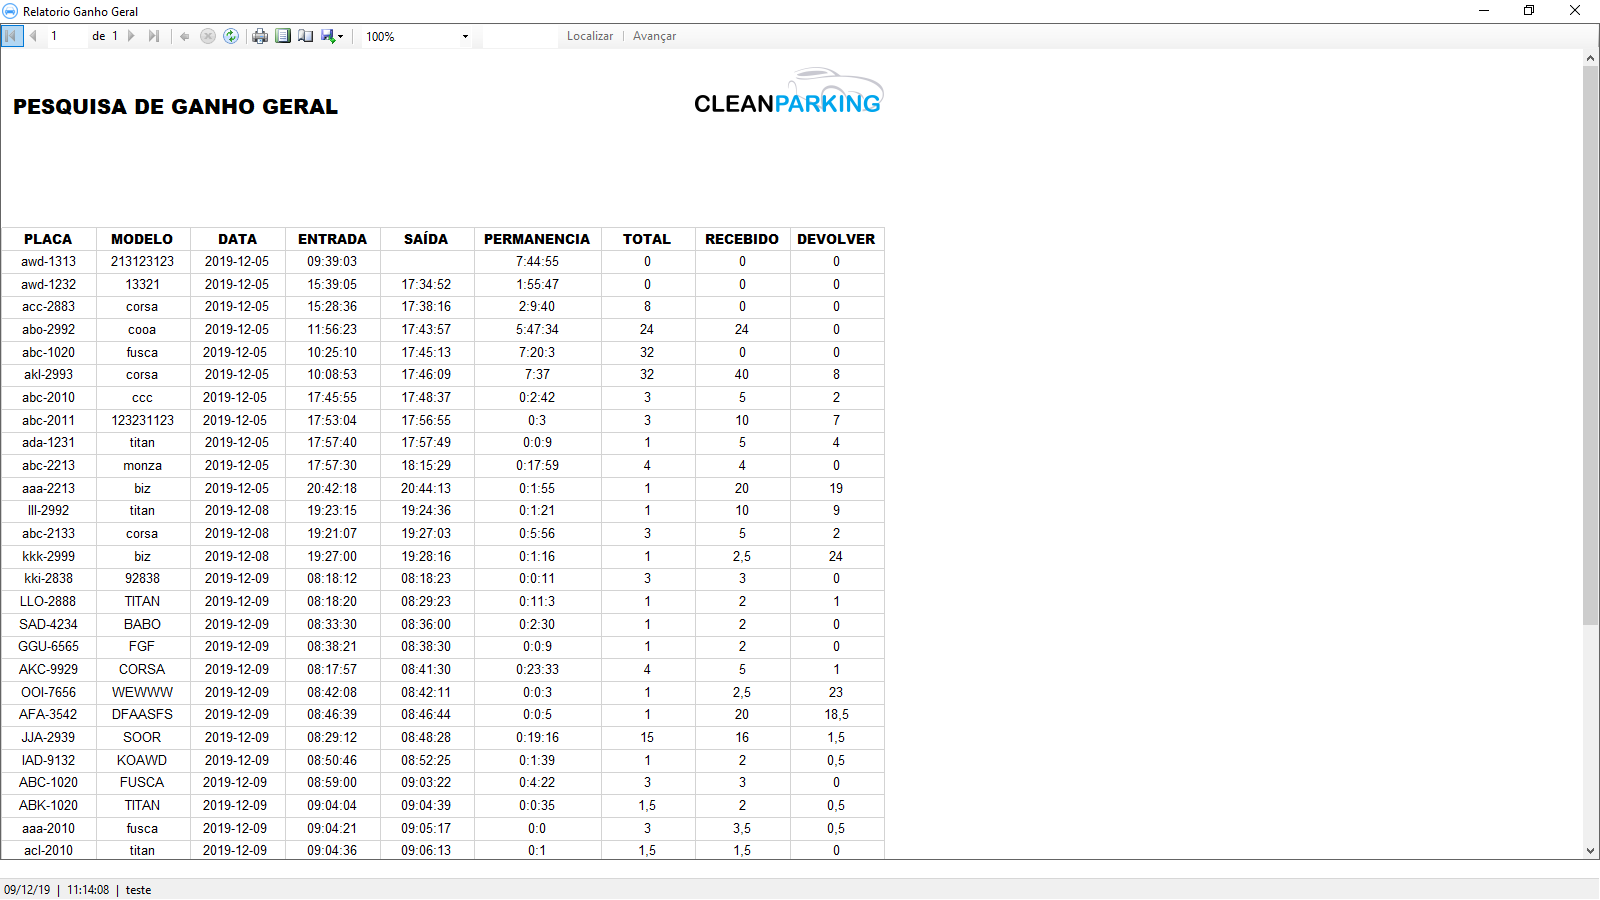 Relatorio Ganho Geral
1 de 1 100% Localizar | Avançar
PESQUISA DE GANHO GERAL
CLEANPARKING
PLACA MODELO DATA ENTRADA SAÍDA PERMANENCIA TOTAL RECEBIDO DEVOLVER
awd-1313 213123123 2019-12-05 09:39:03 7:44:55 0 0 0
awd-1232 13321 2019-12-05 15:39:05 17:34:52 1:55:47 0 0 0
acc-2883 corsa 2019-12-05 15:28:36 17:38:16 2:9:40 8 0 0
abo-2992 cooa 2019-12-05 11:56:23 17:43:57 5:47:34 24 24 0
abc-1020 fusca 2019-12-05 10:25:10 17:45:13 7:20:3 32 0 0
akl-2993 corsa 2019-12-05 10:08:53 17:46:09 7:37 32 40 8
abc-2010 ccc 2019-12-05 17:45:55 17:48:37 0:2:42 3 5 2
abc-2011 123231123 2019-12-05 17:53:04 17:56:55 0:3 3 10 7
ada-1231 titan 2019-12-05 17:57:40 17:57:49 0:0:9 1 5 4
abc-2213 monza 2019-12-05 17:57:30 18:15:29 0:17:59 4 4 0
aaa-2213 biz 2019-12-05 20:42:18 20:44:13 0:1:55 1 20 19
lll-2992 titan 2019-12-08 19:23:15 19:24:36 0:1:21 1 10 9
abc-2133 corsa 2019-12-08 19:21:07 19:27:03 0:5:56 3 5 2
kkk-2999 biz 2019-12-08 19:27:00 19:28:16 0:1:16 1 2,5 24
kki-2838 92838 2019-12-09 08:18:12 08:18:23 0:0:11 3 3 0
LLO-2888 TITAN 2019-12-09 08:18:20 08:29:23 0:11:3 1 2 1
SAD-4234 BABO 2019-12-09 08:33:30 08:36:00 0:2:30 1 2 0
GGU-6565 FGF 2019-12-09 08:38:21 08:38:30 0:0:9 1 2 0
AKC-9929 CORSA 2019-12-09 08:17:57 08:41:30 0:23:33 4 5 1
OOI-7656 WEWWW 2019-12-09 08:42:08 08:42:11 0:0:3 1 2,5 23
AFA-3542 DFAASFS 2019-12-09 08:46:39 08:46:44 0:0:5 1 20 18,5
JJA-2939 SOOR 2019-12-09 08:29:12 08:48:28 0:19:16 15 16 1,5
IAD-9132 KOAWD 2019-12-09 08:50:46 08:52:25 0:1:39 1 2 0,5
ABC-1020 FUSCA 2019-12-09 08:59:00 09:03:22 0:4:22 3 3 0
ABK-1020 TITAN 2019-12-09 09:04:04 09:04:39 0:0:35 1,5 2 0,5
aaa-2010 fusca 2019-12-09 09:04:21 09:05:17 0:0 3 3,5 0,5
acl-2010 titan 2019-12-09 09:04:36 09:06:13 0:1 1,5 1,5 0
09/12/19 | 11:14:08 | teste